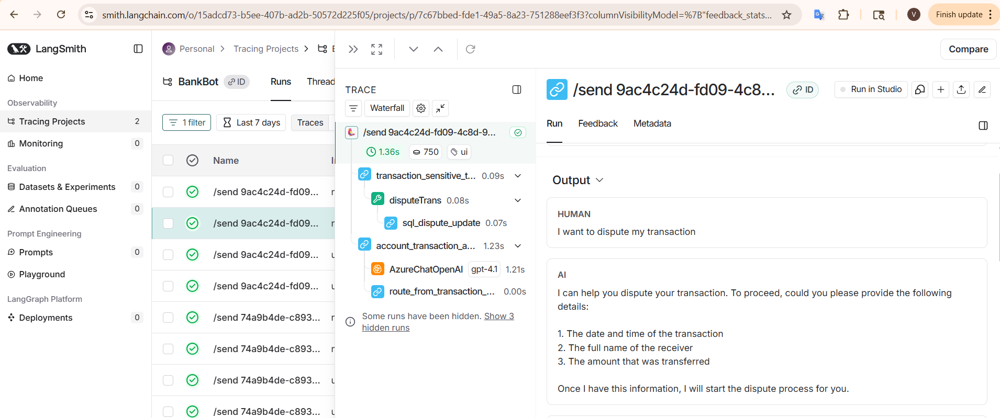 smith.langchain.com/o/15adcd73-b5ee-407b-ad2b-50572d225f05/projects/p/7c67bbed-fde1-49a5-8a23-751288eef3f3?columnVisibilityModel=%7B"feedback_stats...
V
Finish update
LangSmith
Home
Observability
Tracing Projects 2
Monitoring 0
Evaluation
Datasets & Experiments 0
Annotation Queues 0
Prompt Engineering
Prompts 0
Playground
LangGraph Platform
Deployments 0
Personal > Tracing Projects >
BankBot ID Runs Thread
1 filter Last 7 days Traces
Name
/send 9ac4c24d-fd09...
/send 9ac4c24d-fd09...
/send 9ac4c24d-fd09...
/send 9ac4c24d-fd09...
/send 74a9b4de-c893...
/send 74a9b4de-c893...
/send 74a9b4de-c893...
/send 74a9b4de-c893...
Compare
TRACE
Waterfall
/send 9ac4c24d-fd09-4c8d-9...
1.36s 750 ui
transaction_sensitive_t... 0.09s
disputeTrans 0.08s
sql_dispute_update 0.07s
account_transaction_a... 1.23s
AzureChatOpenAI gpt-4.1 1.21s
route_from_transaction_... 0.00s
Some runs have been hidden. Show 3
hidden runs
/send 9ac4c24d-fd09-4c8... ID Run in Studio
Run Feedback Metadata
Output
HUMAN
I want to dispute my transaction
AI
I can help you dispute your transaction. To proceed, could you please provide the following
details:
1. The date and time of the transaction
2. The full name of the receiver
3. The amount that was transferred
Once I have this information, I will start the dispute process for you.